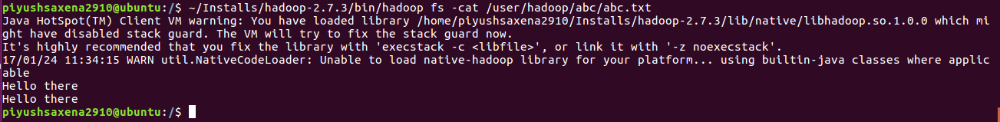 piyushsaxena2910@ubuntu:/$ ~/Installs/hadoop-2.7.3/bin/hadoop fs -cat /user/hadoop/abc/abc.txt
Java HotSpot(TM) Client VM warning: You have loaded library /home/piyushsaxena2910/Installs/hadoop-2.7.3/lib/native/libhadoop.so.1.0.0 which mi
ght have disabled stack guard. The VM will try to fix the stack guard now.
It's highly recommended that you fix the library with 'execstack -c <libfile>', or link it with '-z noexecstack'.
17/01/24 11:34:15 WARN util.NativeCodeLoader: Unable to load native-hadoop library for your platform... using builtin-java classes where applic
able
Hello there
Hello there
piyushsaxena2910@ubuntu:/$